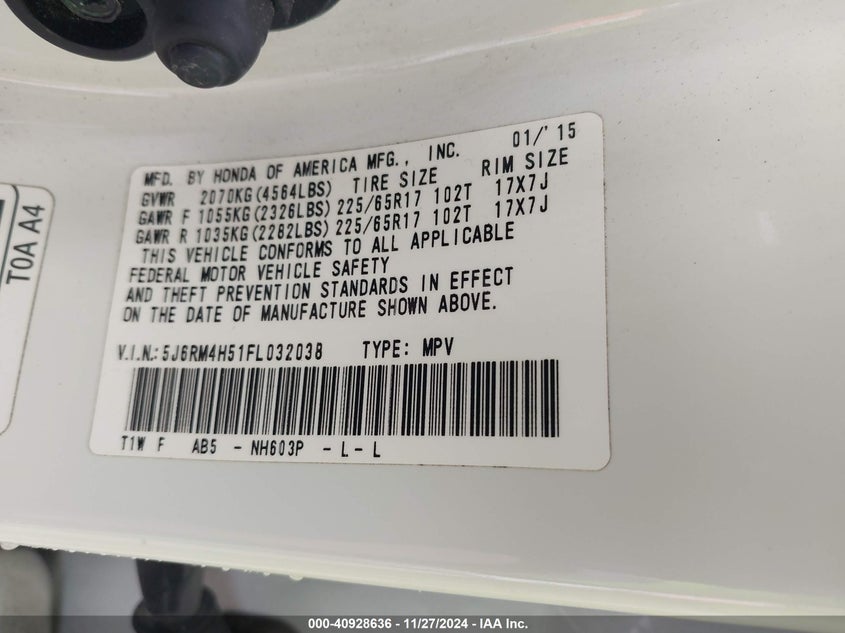 MFD. BY HONDA OF AMERICA MFG., INC. 01/'15
GVWR 2070KG(4564LBS) TIRE SIZE RIM SIZE
GAWR F 1055KG(2326LBS) 225/65R17 102T 17X7J
GAWR R 1035KG(2282LBS) 225/65R17 102T 17X7J
THIS VEHICLE CONFORMS TO ALL APPLICABLE
FEDERAL MOTOR VEHICLE SAFETY
AND THEFT PREVENTION STANDARDS IN EFFECT
ON THE DATE OF MANUFACTURE SHOWN ABOVE.
V.I.N.: 5J6RM4H51FL032038 TYPE: MPV
T1W F AB5 - NH603P - L - L
T0A A4
000-40928636 - 11/27/2024 - IAA Inc.